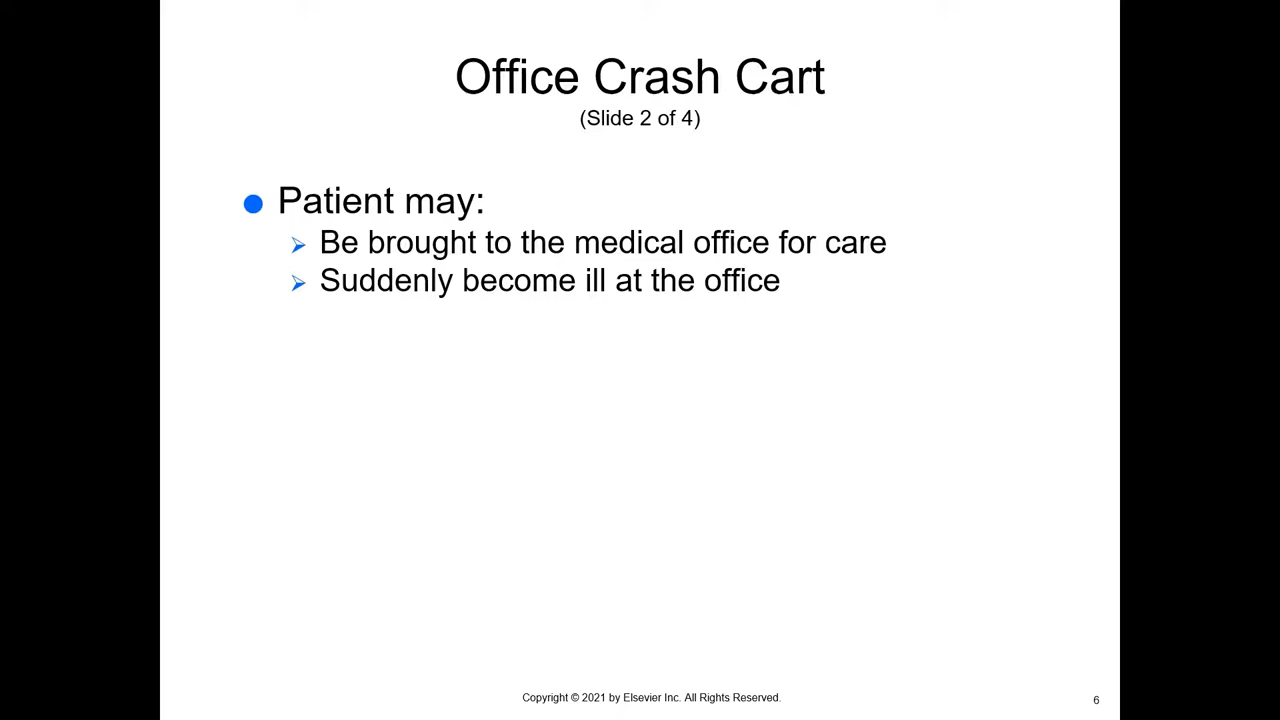 Office Crash Cart
(Slide 2 of 4)
Patient may:
Be brought to the medical office for care
Suddenly become ill at the office
Copyright © 2021 by Elsevier Inc. All Rights Reserved.
6